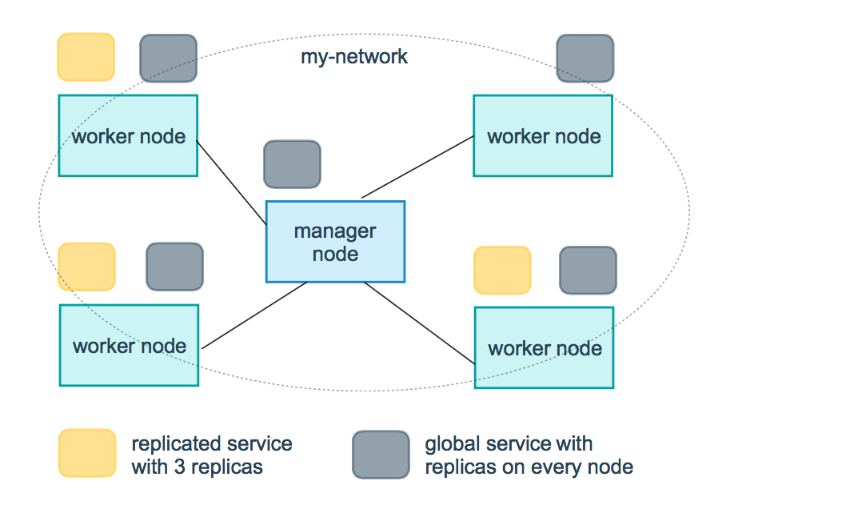 my-network
worker node
worker node
manager
node
worker node
worker node
replicated service
with 3 replicas
global service with
replicas on every node